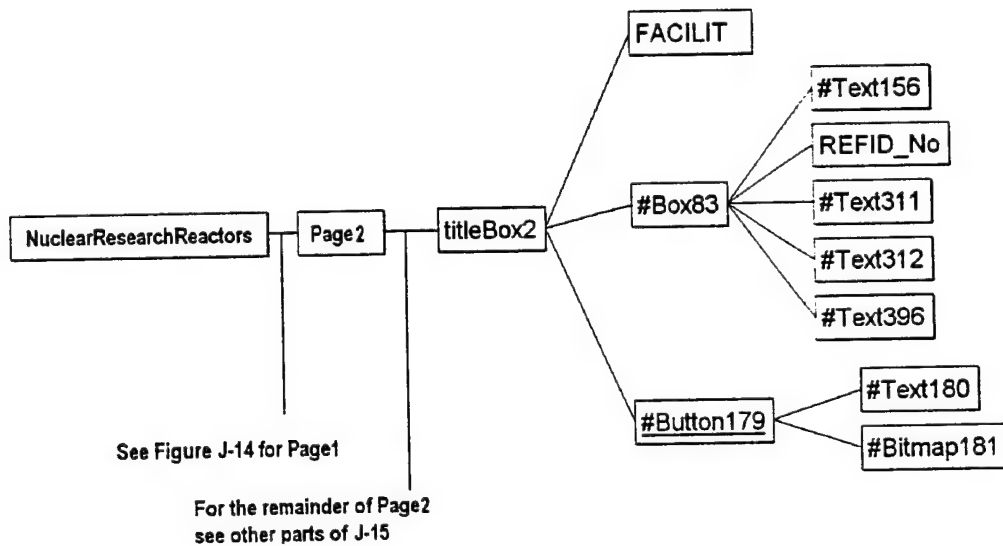 FACILIT
#Text156
REFID_No
#Box83
#Text311
NuclearResearchReactors
Page2
titleBox2
#Text312
#Text396
#Button179
#Text180
#Bitmap181
See Figure J-14 for Page1
For the remainder of Page2
see other parts of J-15